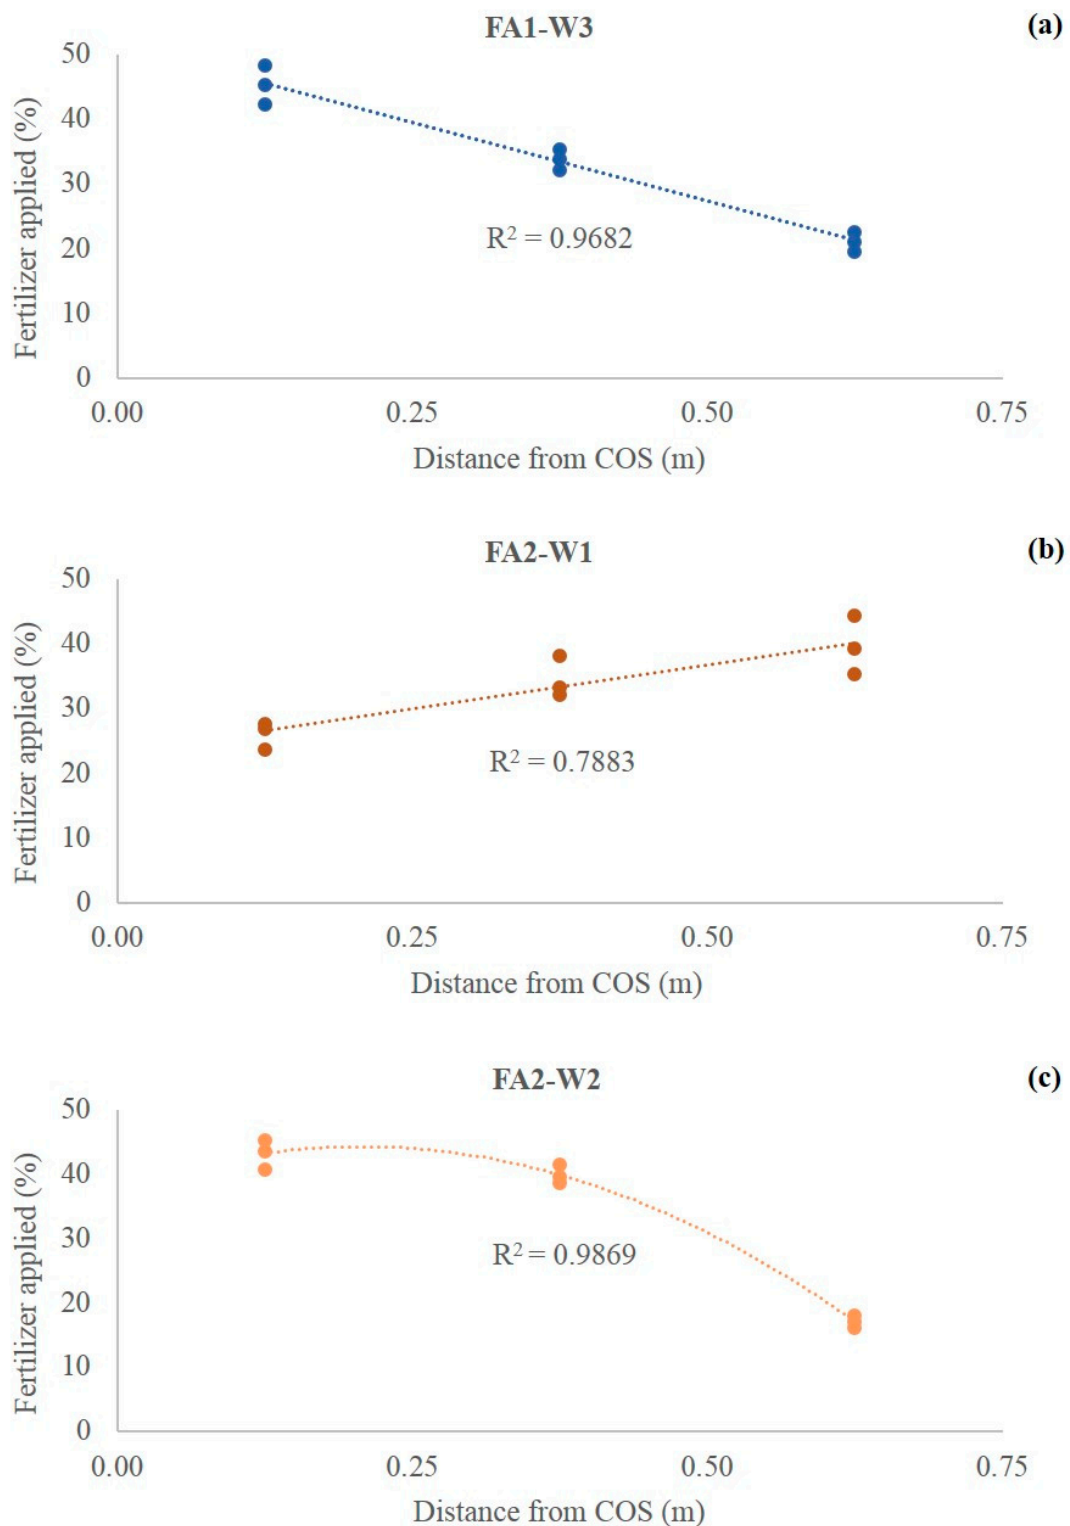 FA1-W3
(a)
Fertilizer applied (%)
50
40
30
20
10
0
R² = 0.9682
0.00 0.25 0.50 0.75
Distance from COS (m)
FA2-W1
(b)
Fertilizer applied (%)
50
40
30
20
10
0
R² = 0.7883
0.00 0.25 0.50 0.75
Distance from COS (m)
FA2-W2
(c)
Fertilizer applied (%)
50
40
30
20
10
0
R² = 0.9869
0.00 0.25 0.50 0.75
Distance from COS (m)